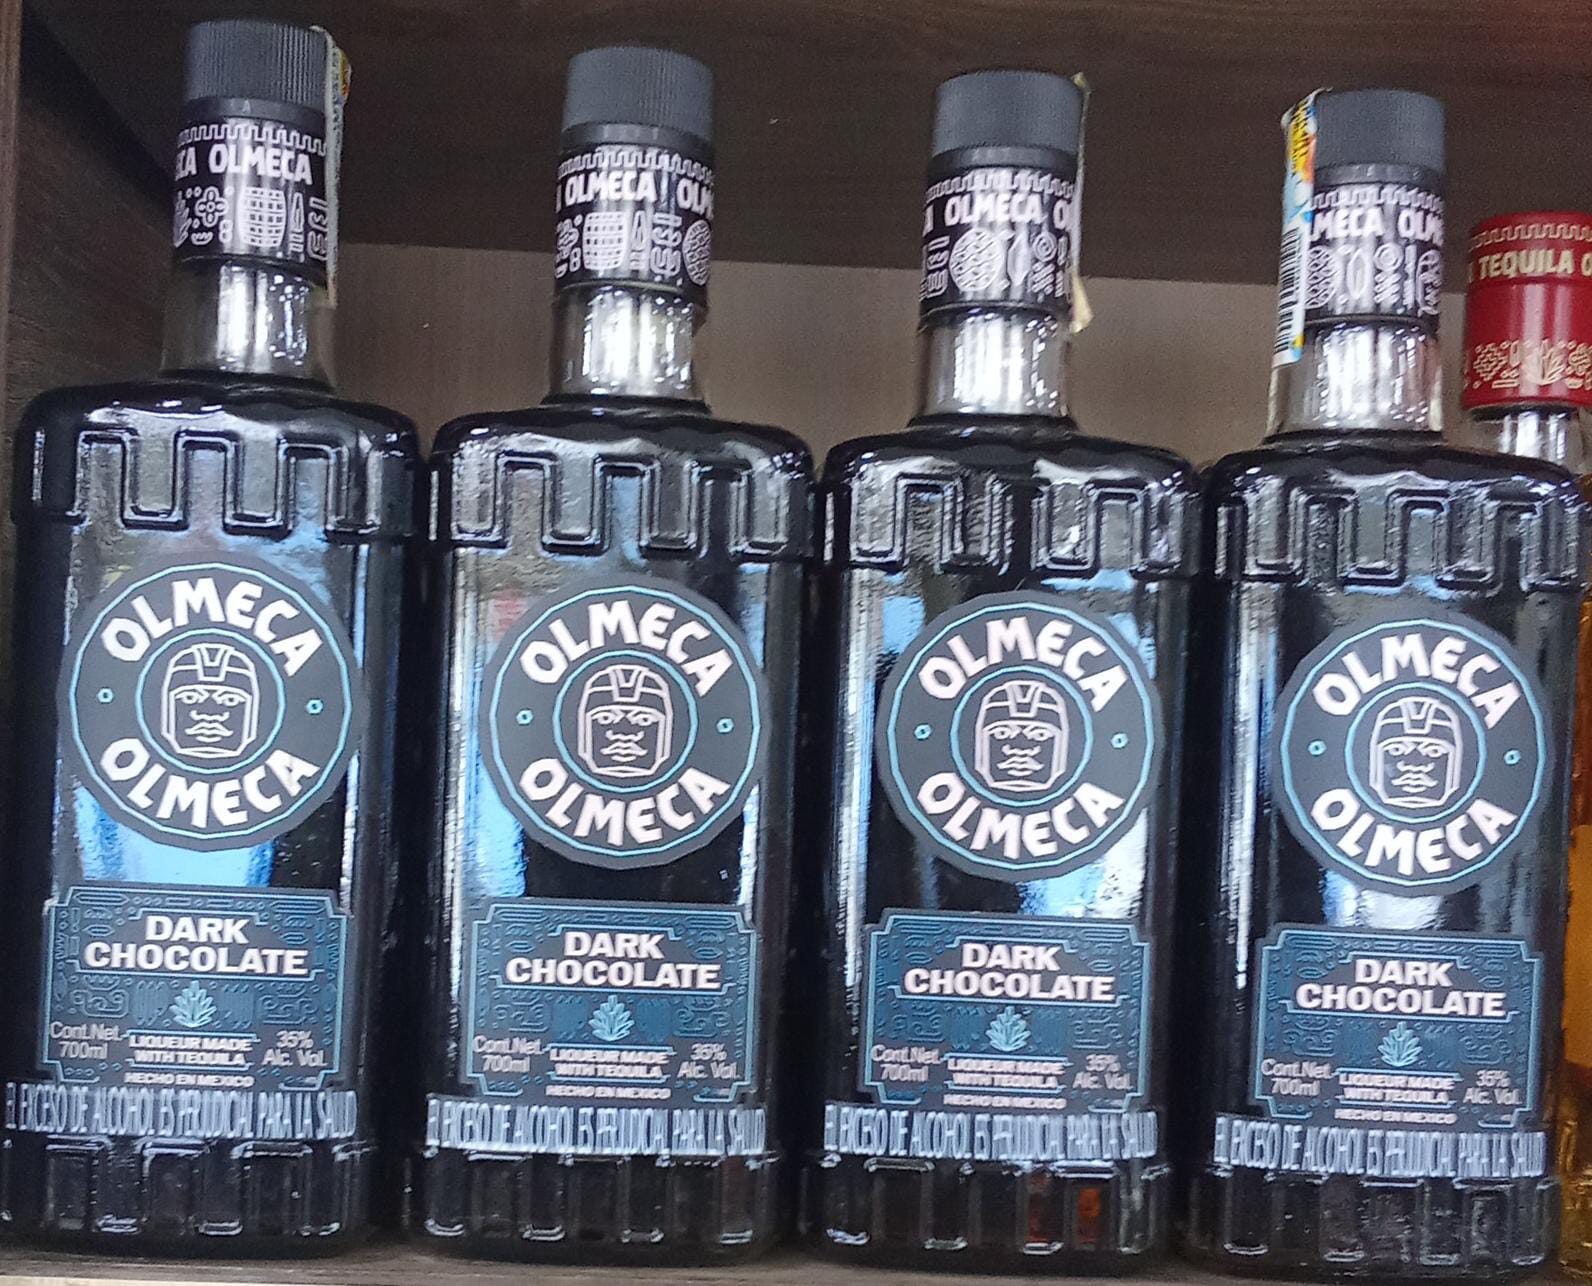 ECA OLMECA
A OLMECA OLM
A OLMECA O
LMECA OLM
TEQUILA O
OLMECA
OLMECA
DARK
CHOCOLATE
Cont.Net.
700ml
LIQUEUR MADE
WITH TEQUILA
35%
Alc. Vol.
HECHO EN MEXICO
EL EXCESO DE ALCOHOL ES PERJUDICIAL PARA LA SALUD
OLMECA
OLMECA
DARK
CHOCOLATE
Cont.Net.
700ml
LIQUEUR MADE
WITH TEQUILA
35%
Alc. Vol.
HECHO EN MEXICO
EL EXCESO DE ALCOHOL ES PERJUDICIAL PARA LA SALUD
OLMECA
OLMECA
DARK
CHOCOLATE
Cont.Net.
700ml
LIQUEUR MADE
WITH TEQUILA
35%
Alc. Vol.
HECHO EN MEXICO
EL EXCESO DE ALCOHOL ES PERJUDICIAL PARA LA SALUD
OLMECA
OLMECA
DARK
CHOCOLATE
Cont.Net.
700ml
LIQUEUR MADE
WITH TEQUILA
35%
Alc. Vol.
HECHO EN MEXICO
EL EXCESO DE ALCOHOL ES PERJUDICIAL PARA LA SALUD